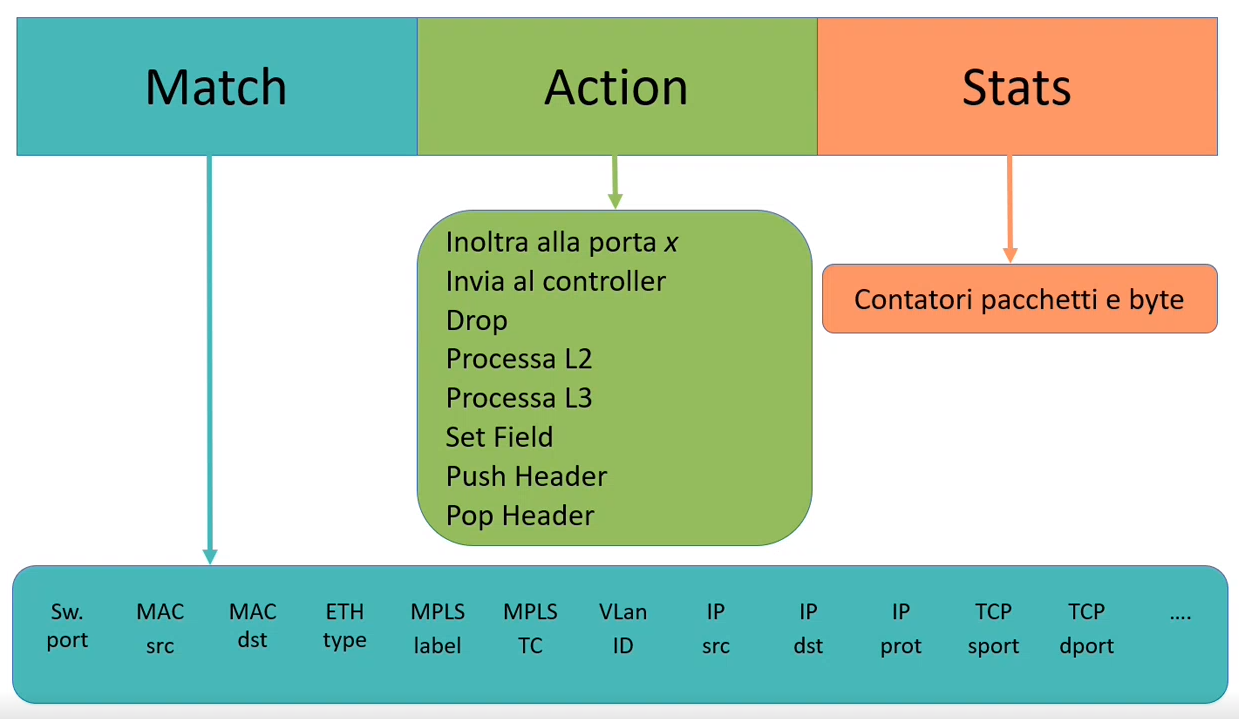 Match
Action
Stats
Inoltra alla porta x
Invia al controller
Drop
Processa L2
Processa L3
Set Field
Push Header
Pop Header
Contatori pacchetti e byte
Sw. port
MAC src
MAC dst
ETH type
MPLS label
MPLS TC
VLan ID
IP src
IP dst
IP prot
TCP sport
TCP dport
....